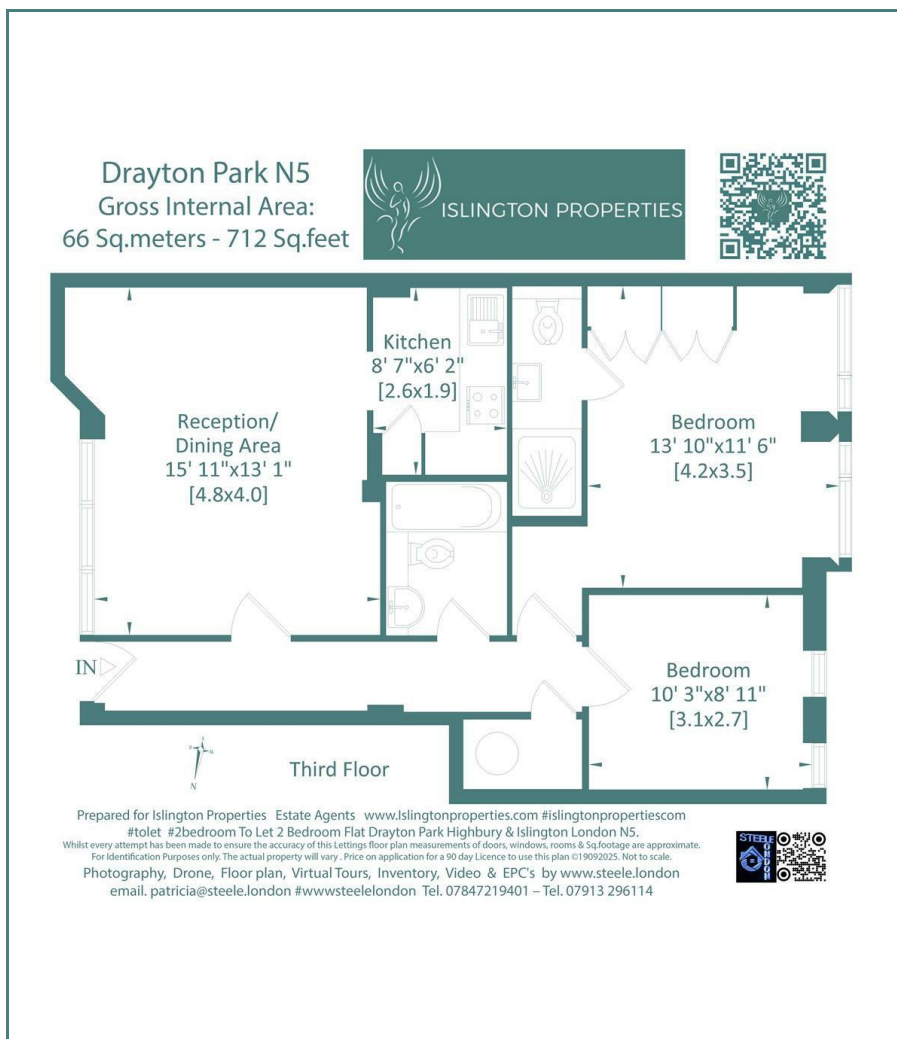 Drayton Park N5
Gross Internal Area:
66 Sq.meters - 712 Sq.feet
ISLINGTON PROPERTIES
Kitchen
8' 7"x6' 2"
[2.6x1.9]
Reception/
Dining Area
15' 11"x13' 1"
[4.8x4.0]
Bedroom
13' 10"x11' 6"
[4.2x3.5]
IN
Bedroom
10' 3"x8' 11"
[3.1x2.7]
N
Third Floor
Prepared for Islington Properties Estate Agents www.Islingtonproperties.com #islingtonpropertiescom
#tolet #2bedroom To Let 2 Bedroom Flat Drayton Park Highbury & Islington London N5.
Whilst every attempt has been made to ensure the accuracy of this Lettings floor plan measurements of doors, windows, rooms & Sq.footage are approximate.
For Identification Purposes only. The actual property will vary . Price on application for a 90 day Licence to use this plan ©19092025. Not to scale.
Photography, Drone, Floor plan, Virtual Tours, Inventory, Video & EPC's by www.steele.london
email. patricia@steele.london #wwwsteelelondon Tel. 07847219401 – Tel. 07913 296114
STEELE
LONDON